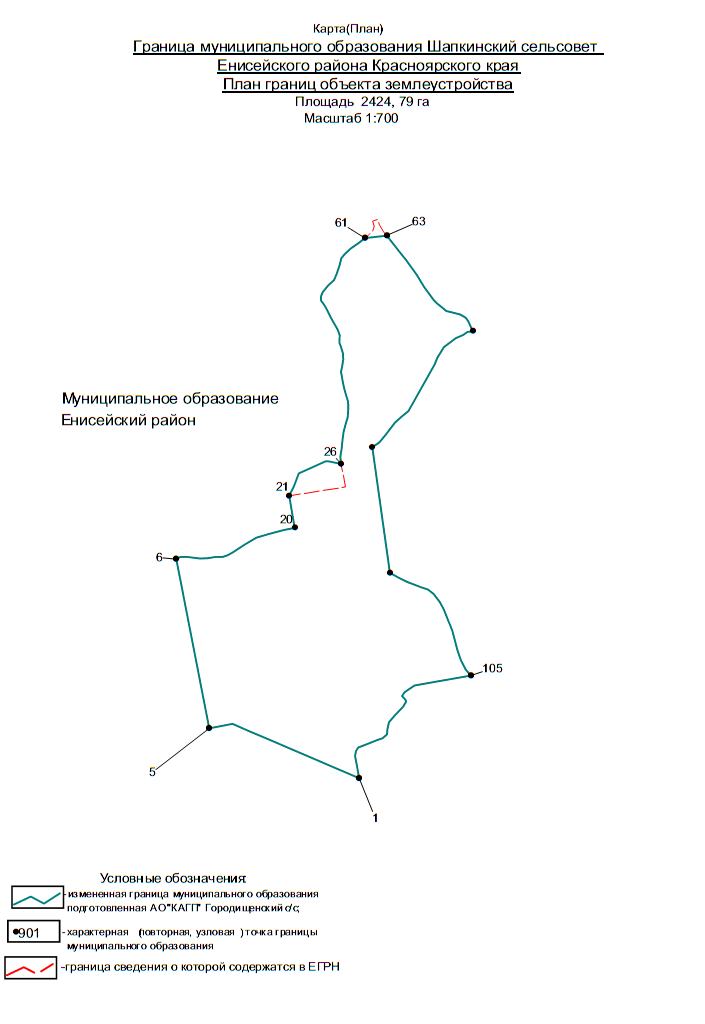 Карта(План)
Граница муниципального образования Шапкинский сельсовет
Енисейского района Красноярского края
План границ объекта землеустройства
Площадь 2424, 79 га
Масштаб 1:700
61
63
Муниципальное образование
Енисейский район
26
21
20
6
105
5
1
Условные обозначения:
- измененная граница муниципального образования
подготовленная АО"КАГП" Городищенский с/с;
901
- характерная (повторная, узловая ) точка границы
муниципального образования
-граница сведения о которой содержатся в ЕГРН